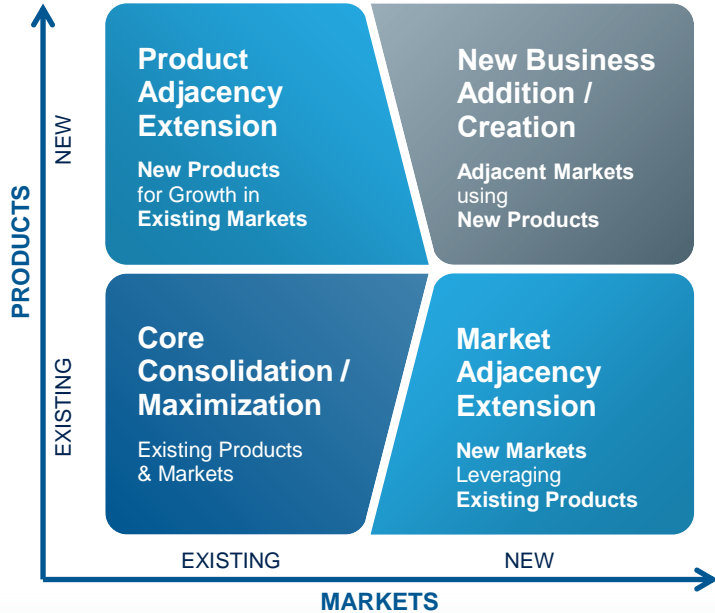 PRODUCTS
NEW
EXISTING
Product
Adjacency
Extension
New Products
for Growth in
Existing Markets
New Business
Addition /
Creation
Adjacent Markets
using
New Products
Core
Consolidation /
Maximization
Existing Products
& Markets
Market
Adjacency
Extension
New Markets
Leveraging
Existing Products
EXISTING
NEW
MARKETS